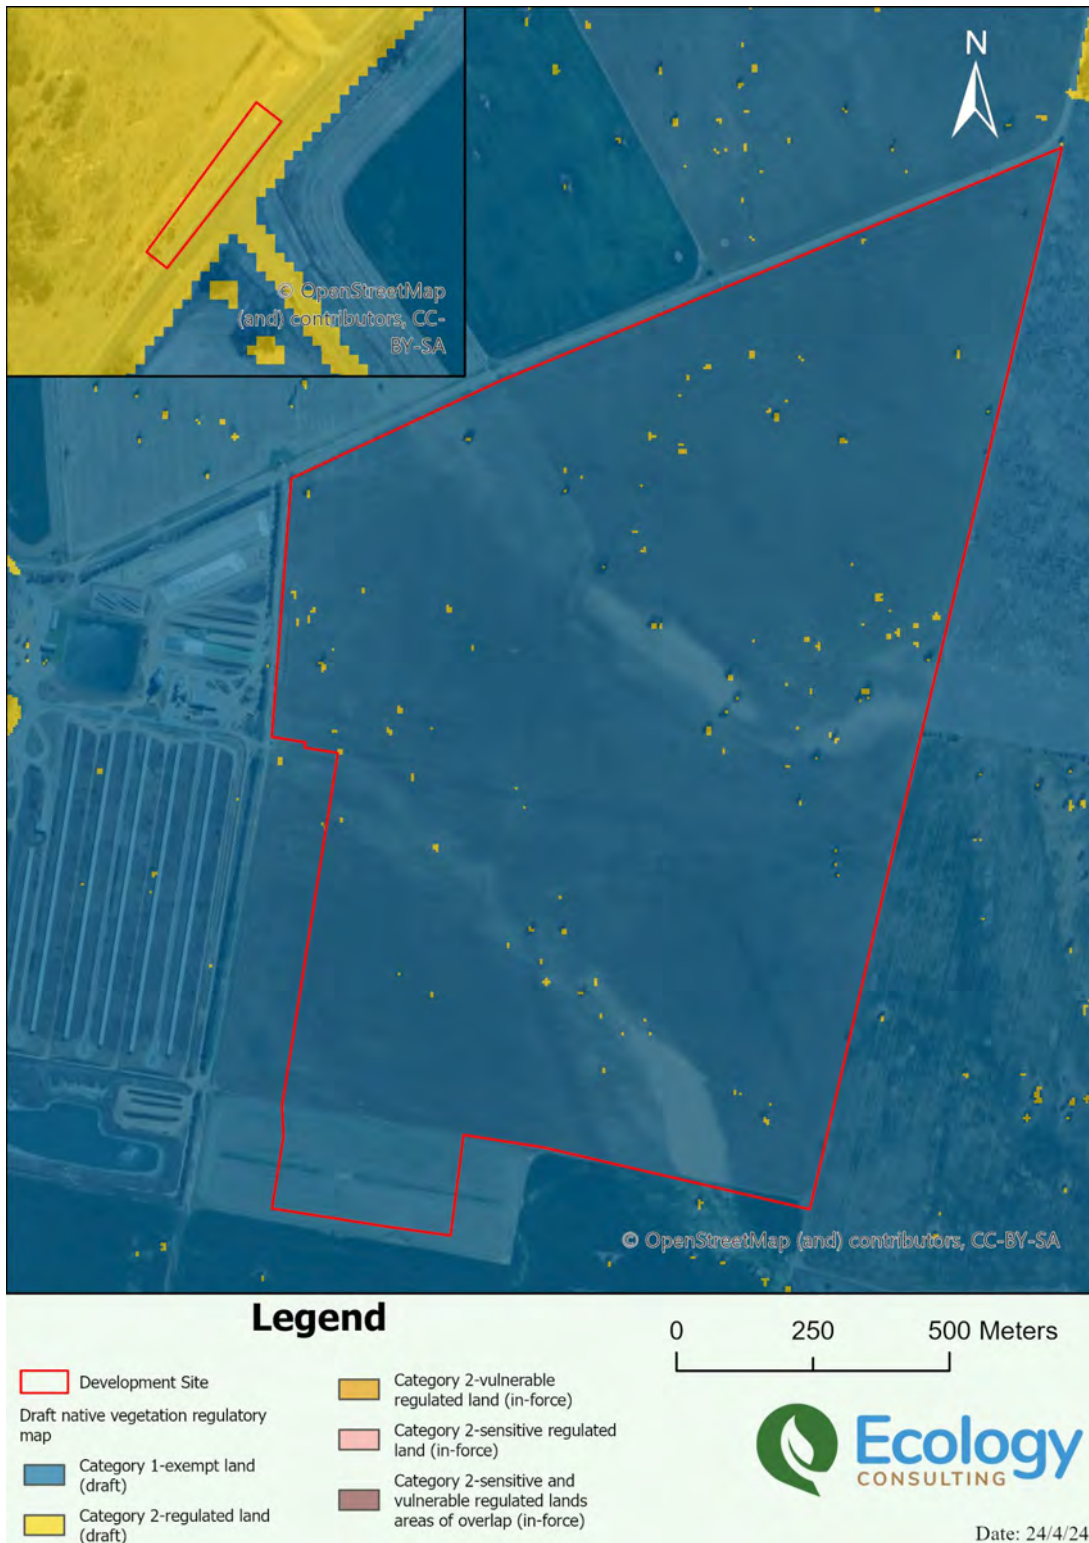 N
© OpenStreetMap
(and) contributors, CC-
BY-SA
© OpenStreetMap (and) contributors, CC-BY-SA
Legend
Development Site
Draft native vegetation regulatory
map
Category 1-exempt land
(draft)
Category 2-regulated land
(draft)
Category 2-vulnerable
regulated land (in-force)
Category 2-sensitive regulated
land (in-force)
Category 2-sensitive and
vulnerable regulated lands
areas of overlap (in-force)
0 250 500 Meters
Ecology
CONSULTING
Date: 24/4/24